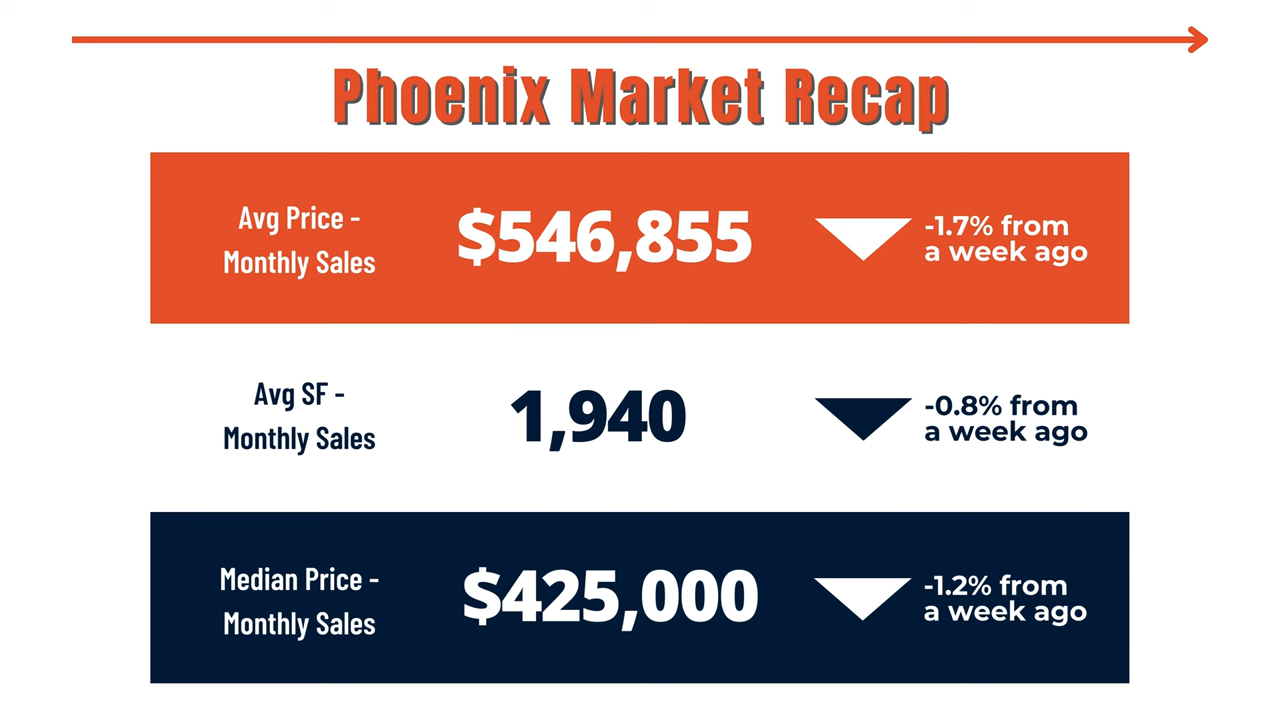 Phoenix Market Recap
Avg Price -
Monthly Sales
$546,855
-1.7% from
a week ago
Avg SF -
Monthly Sales
1,940
-0.8% from
a week ago
Median Price -
Monthly Sales
$425,000
-1.2% from
a week ago